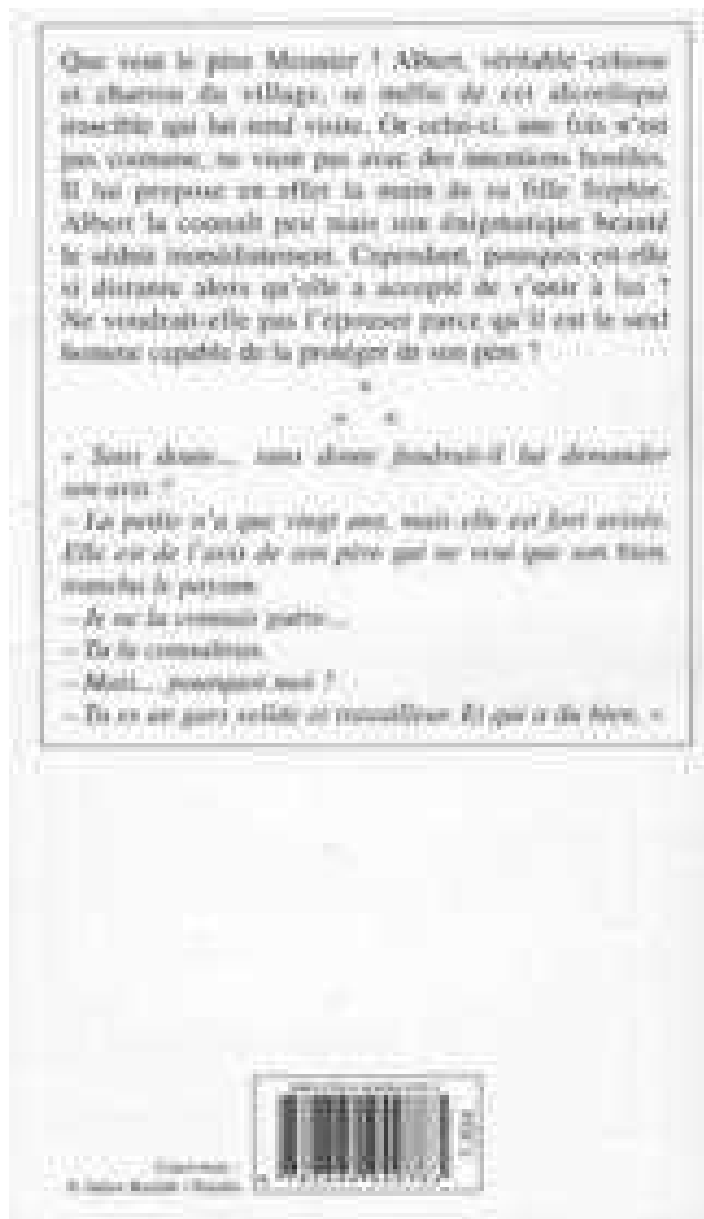 Que veut le père Mounier ? Albert, véritable colosse
et charron du village, se méfie de cet alcoolique
irascible qui lui rend visite. Or celui-ci, une fois n'est
pas coutume, ne vient pas avec des intentions hostiles.
Il lui propose en effet la main de sa fille Sophie.
Albert la connaît peu mais son énigmatique beauté
le séduit immédiatement. Cependant, pourquoi est-elle
si distante alors qu'elle a accepté de s'unir à lui ?
Ne voudrait-elle pas l'épouser parce qu'il est le seul
homme capable de la protéger de son père ?
*
* *
« Sans doute... sans doute faudrait-il lui demander
son avis ?
– La petite n'a que vingt ans, mais elle est fort avisée.
Elle est de l'avis de son père qui ne veut que son bien,
trancha le paysan.
– Je ne la connais guère...
– Tu la connaîtras.
– Mais... pourquoi moi ?
– Tu es un gars solide et travailleur. Et qui a du bien. »